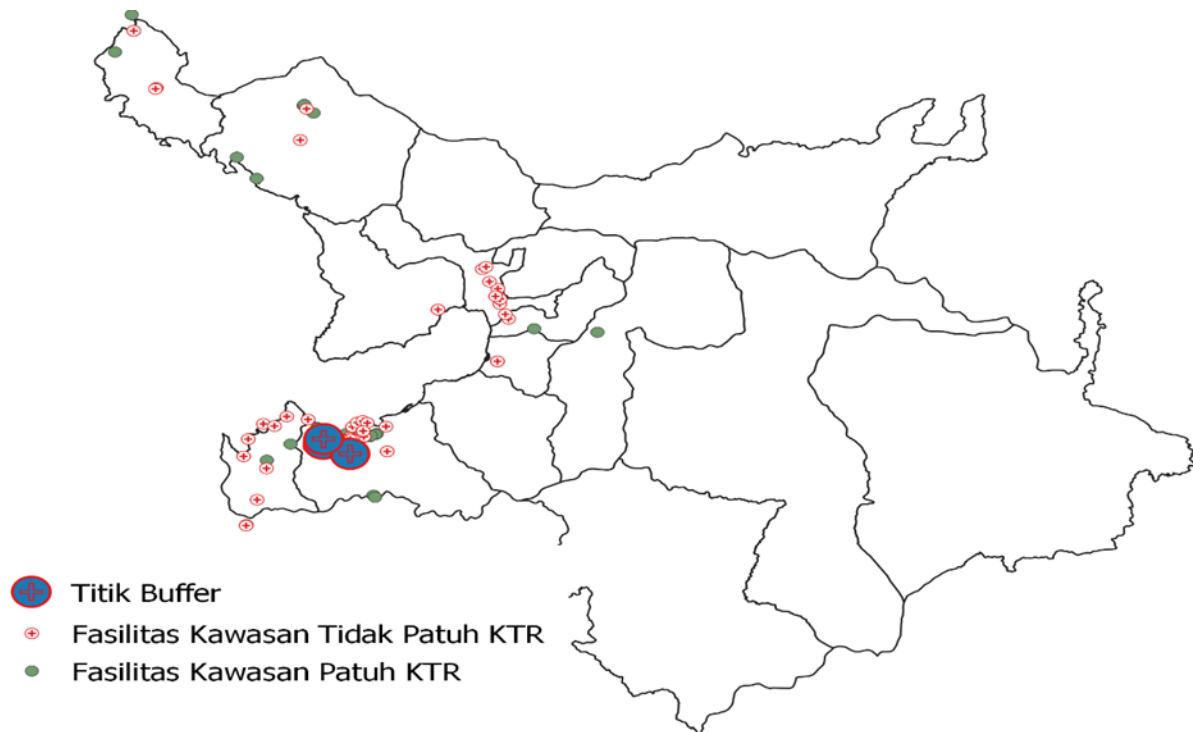 Titik Buffer
Fasilitas Kawasan Tidak Patuh KTR
Fasilitas Kawasan Patuh KTR